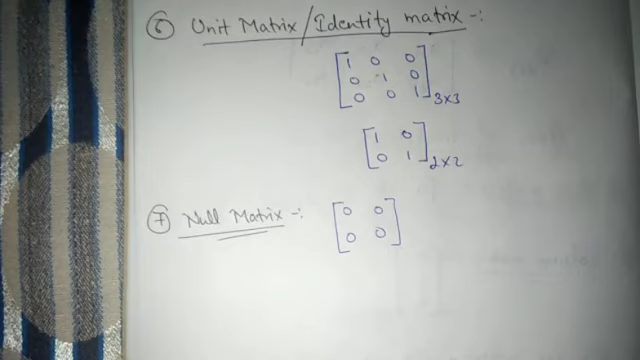 ⑥ Unit Matrix/Identity matrix -:
[1 0 0
0 1 0
0 0 1] 3×3
[1 0
0 1] 2×2
⑦ Null Matrix -: [0 0
0 0]